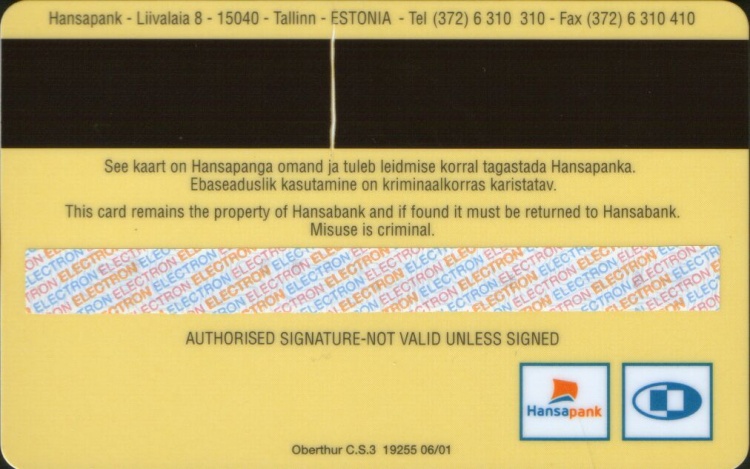 Hansapank - Liivalaia 8 - 15040 - Tallinn - ESTONIA - Tel (372) 6 310 310 - Fax (372) 6 310 410
See kaart on Hansapanga omand ja tuleb leidmise korral tagastada Hansapanka.
Ebaseaduslik kasutamine on kriminaalkorras karistatav.
This card remains the property of Hansabank and if found it must be returned to Hansabank.
Misuse is criminal.
ELECTRON ELECTRON ELECTRON ELECTRON ELECTRON ELECTRON
AUTHORISED SIGNATURE-NOT VALID UNLESS SIGNED
Hansapank
Oberthur C.S.3 19255 06/01